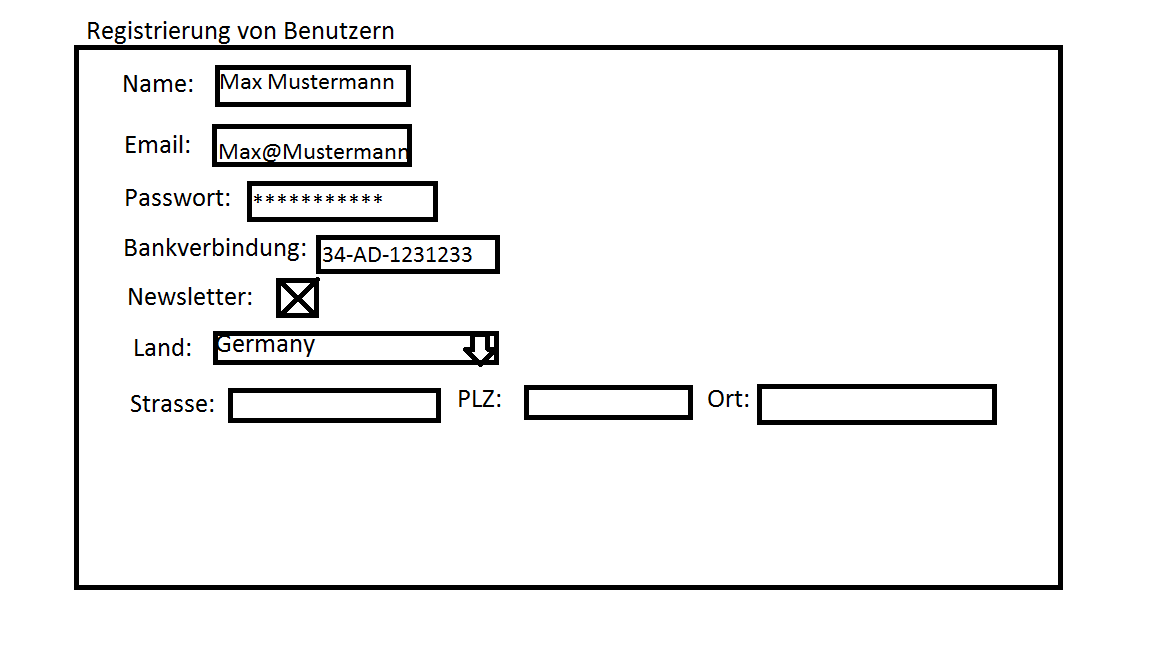 Registrierung von Benutzern
Name: Max Mustermann
Email: Max@Mustermann
Passwort: ***********
Bankverbindung: 34-AD-1231233
Newsletter:
Land: Germany
Strasse: PLZ: Ort: